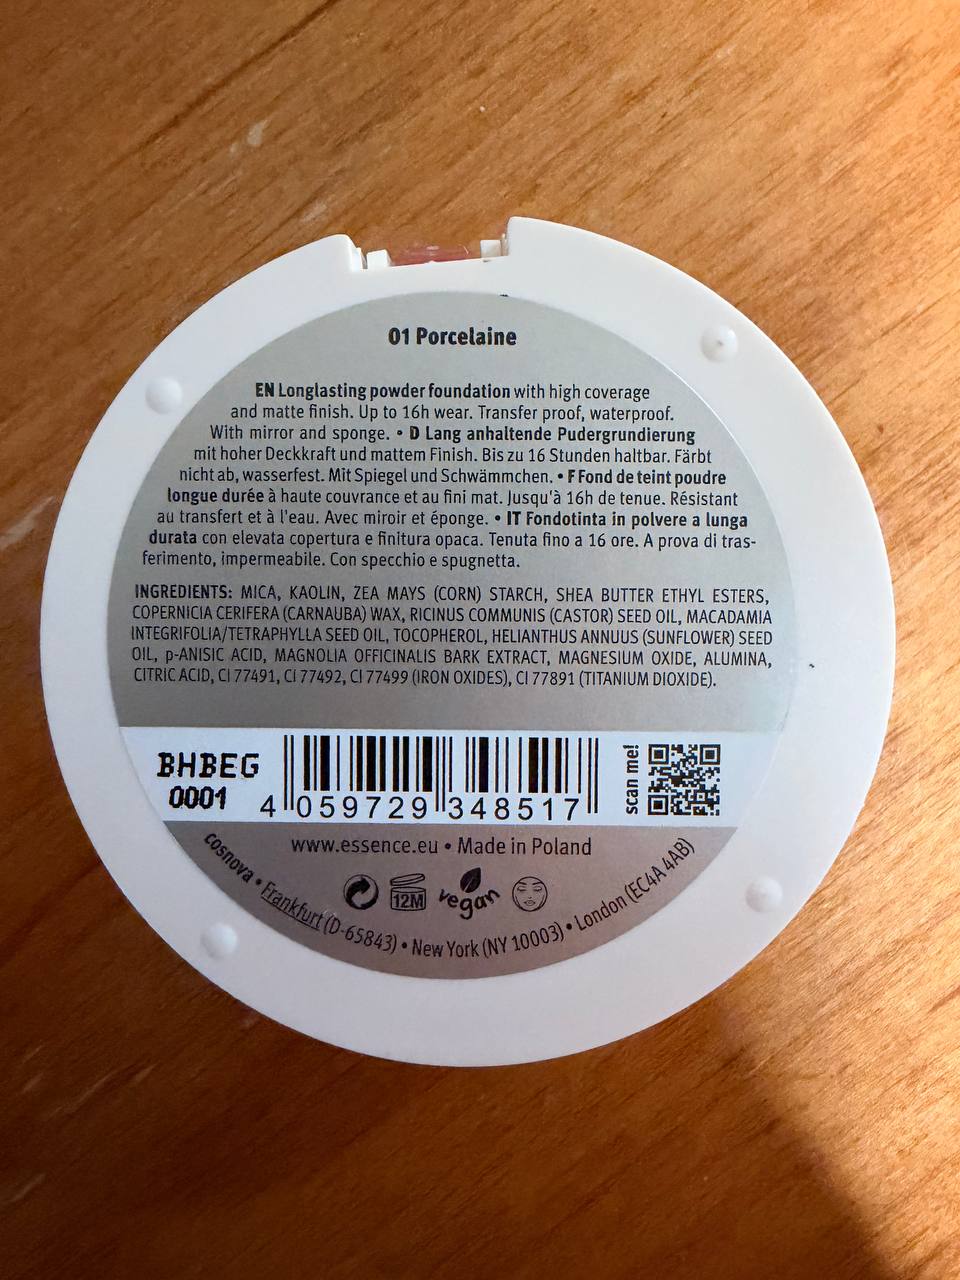 01 Porcelaine
EN Longlasting powder foundation with high coverage
and matte finish. Up to 16h wear. Transfer proof, waterproof.
With mirror and sponge. • D Lang anhaltende Pudergrundierung
mit hoher Deckkraft und mattem Finish. Bis zu 16 Stunden haltbar. Färbt
nicht ab, wasserfest. Mit Spiegel und Schwämmchen. • F Fond de teint poudre
longue durée à haute couvrance et au fini mat. Jusqu'à 16h de tenue. Résistant
au transfert et à l'eau. Avec miroir et éponge. • IT Fondotinta in polvere a lunga
durata con elevata copertura e finitura opaca. Tenuta fino a 16 ore. A prova di tras-
ferimento, impermeabile. Con specchio e spugnetta.
INGREDIENTS: MICA, KAOLIN, ZEA MAYS (CORN) STARCH, SHEA BUTTER ETHYL ESTERS,
COPERNICIA CERIFERA (CARNAUBA) WAX, RICINUS COMMUNIS (CASTOR) SEED OIL, MACADAMIA
INTEGRIFOLIA/TETRAPHYLLA SEED OIL, TOCOPHEROL, HELIANTHUS ANNUUS (SUNFLOWER) SEED
OIL, p-ANISIC ACID, MAGNOLIA OFFICINALIS BARK EXTRACT, MAGNESIUM OXIDE, ALUMINA,
CITRIC ACID, CI 77491, CI 77492, CI 77499 (IRON OXIDES), CI 77891 (TITANIUM DIOXIDE).
BHBEG
0001
4 059729 348517
scan me!
www.essence.eu • Made in Poland
12M
vegan
cosnova • Frankfurt (D-65843) • New York (NY 10003) • London (EC4A 4AB)